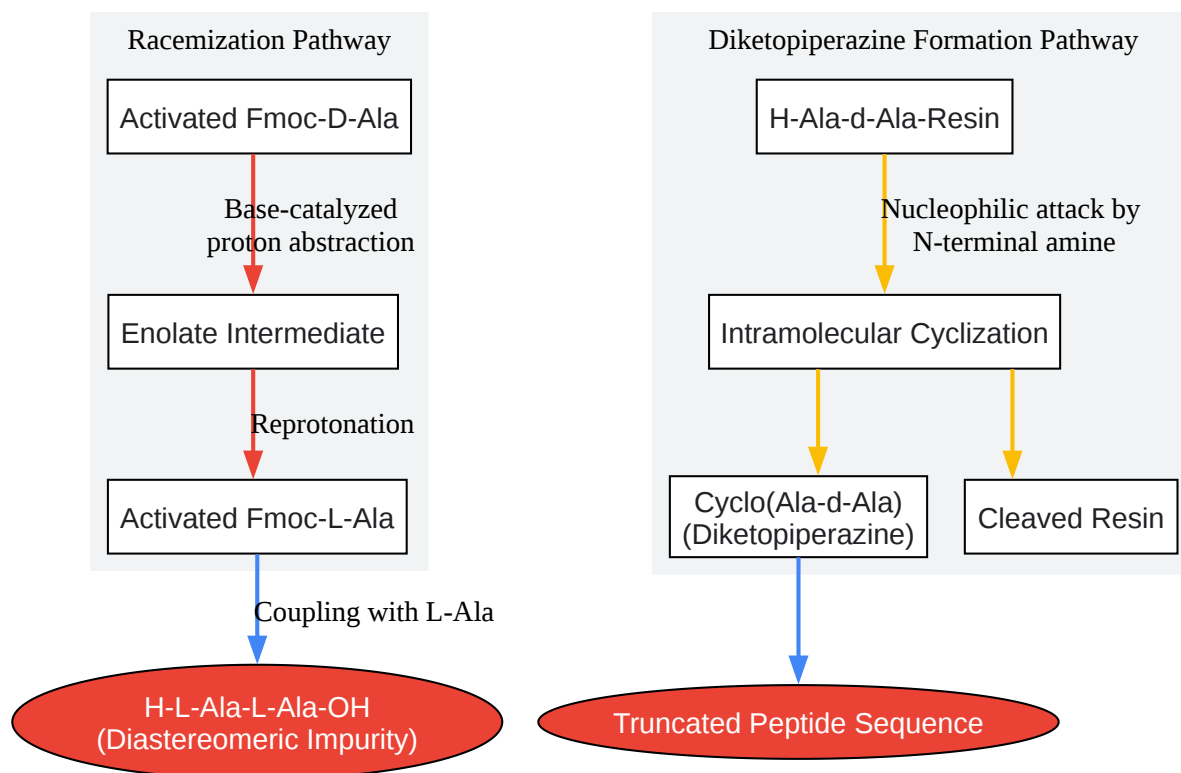 Racemization Pathway
Activated Fmoc-D-Ala
Base-catalyzed
proton abstraction
Enolate Intermediate
Reprotonation
Activated Fmoc-L-Ala
Coupling with L-Ala
H-L-Ala-L-Ala-OH
(Diastereomeric Impurity)
Diketopiperazine Formation Pathway
H-Ala-d-Ala-Resin
Nucleophilic attack by
N-terminal amine
Intramolecular Cyclization
Cyclo(Ala-d-Ala)
(Diketopiperazine)
Cleaved Resin
Truncated Peptide Sequence